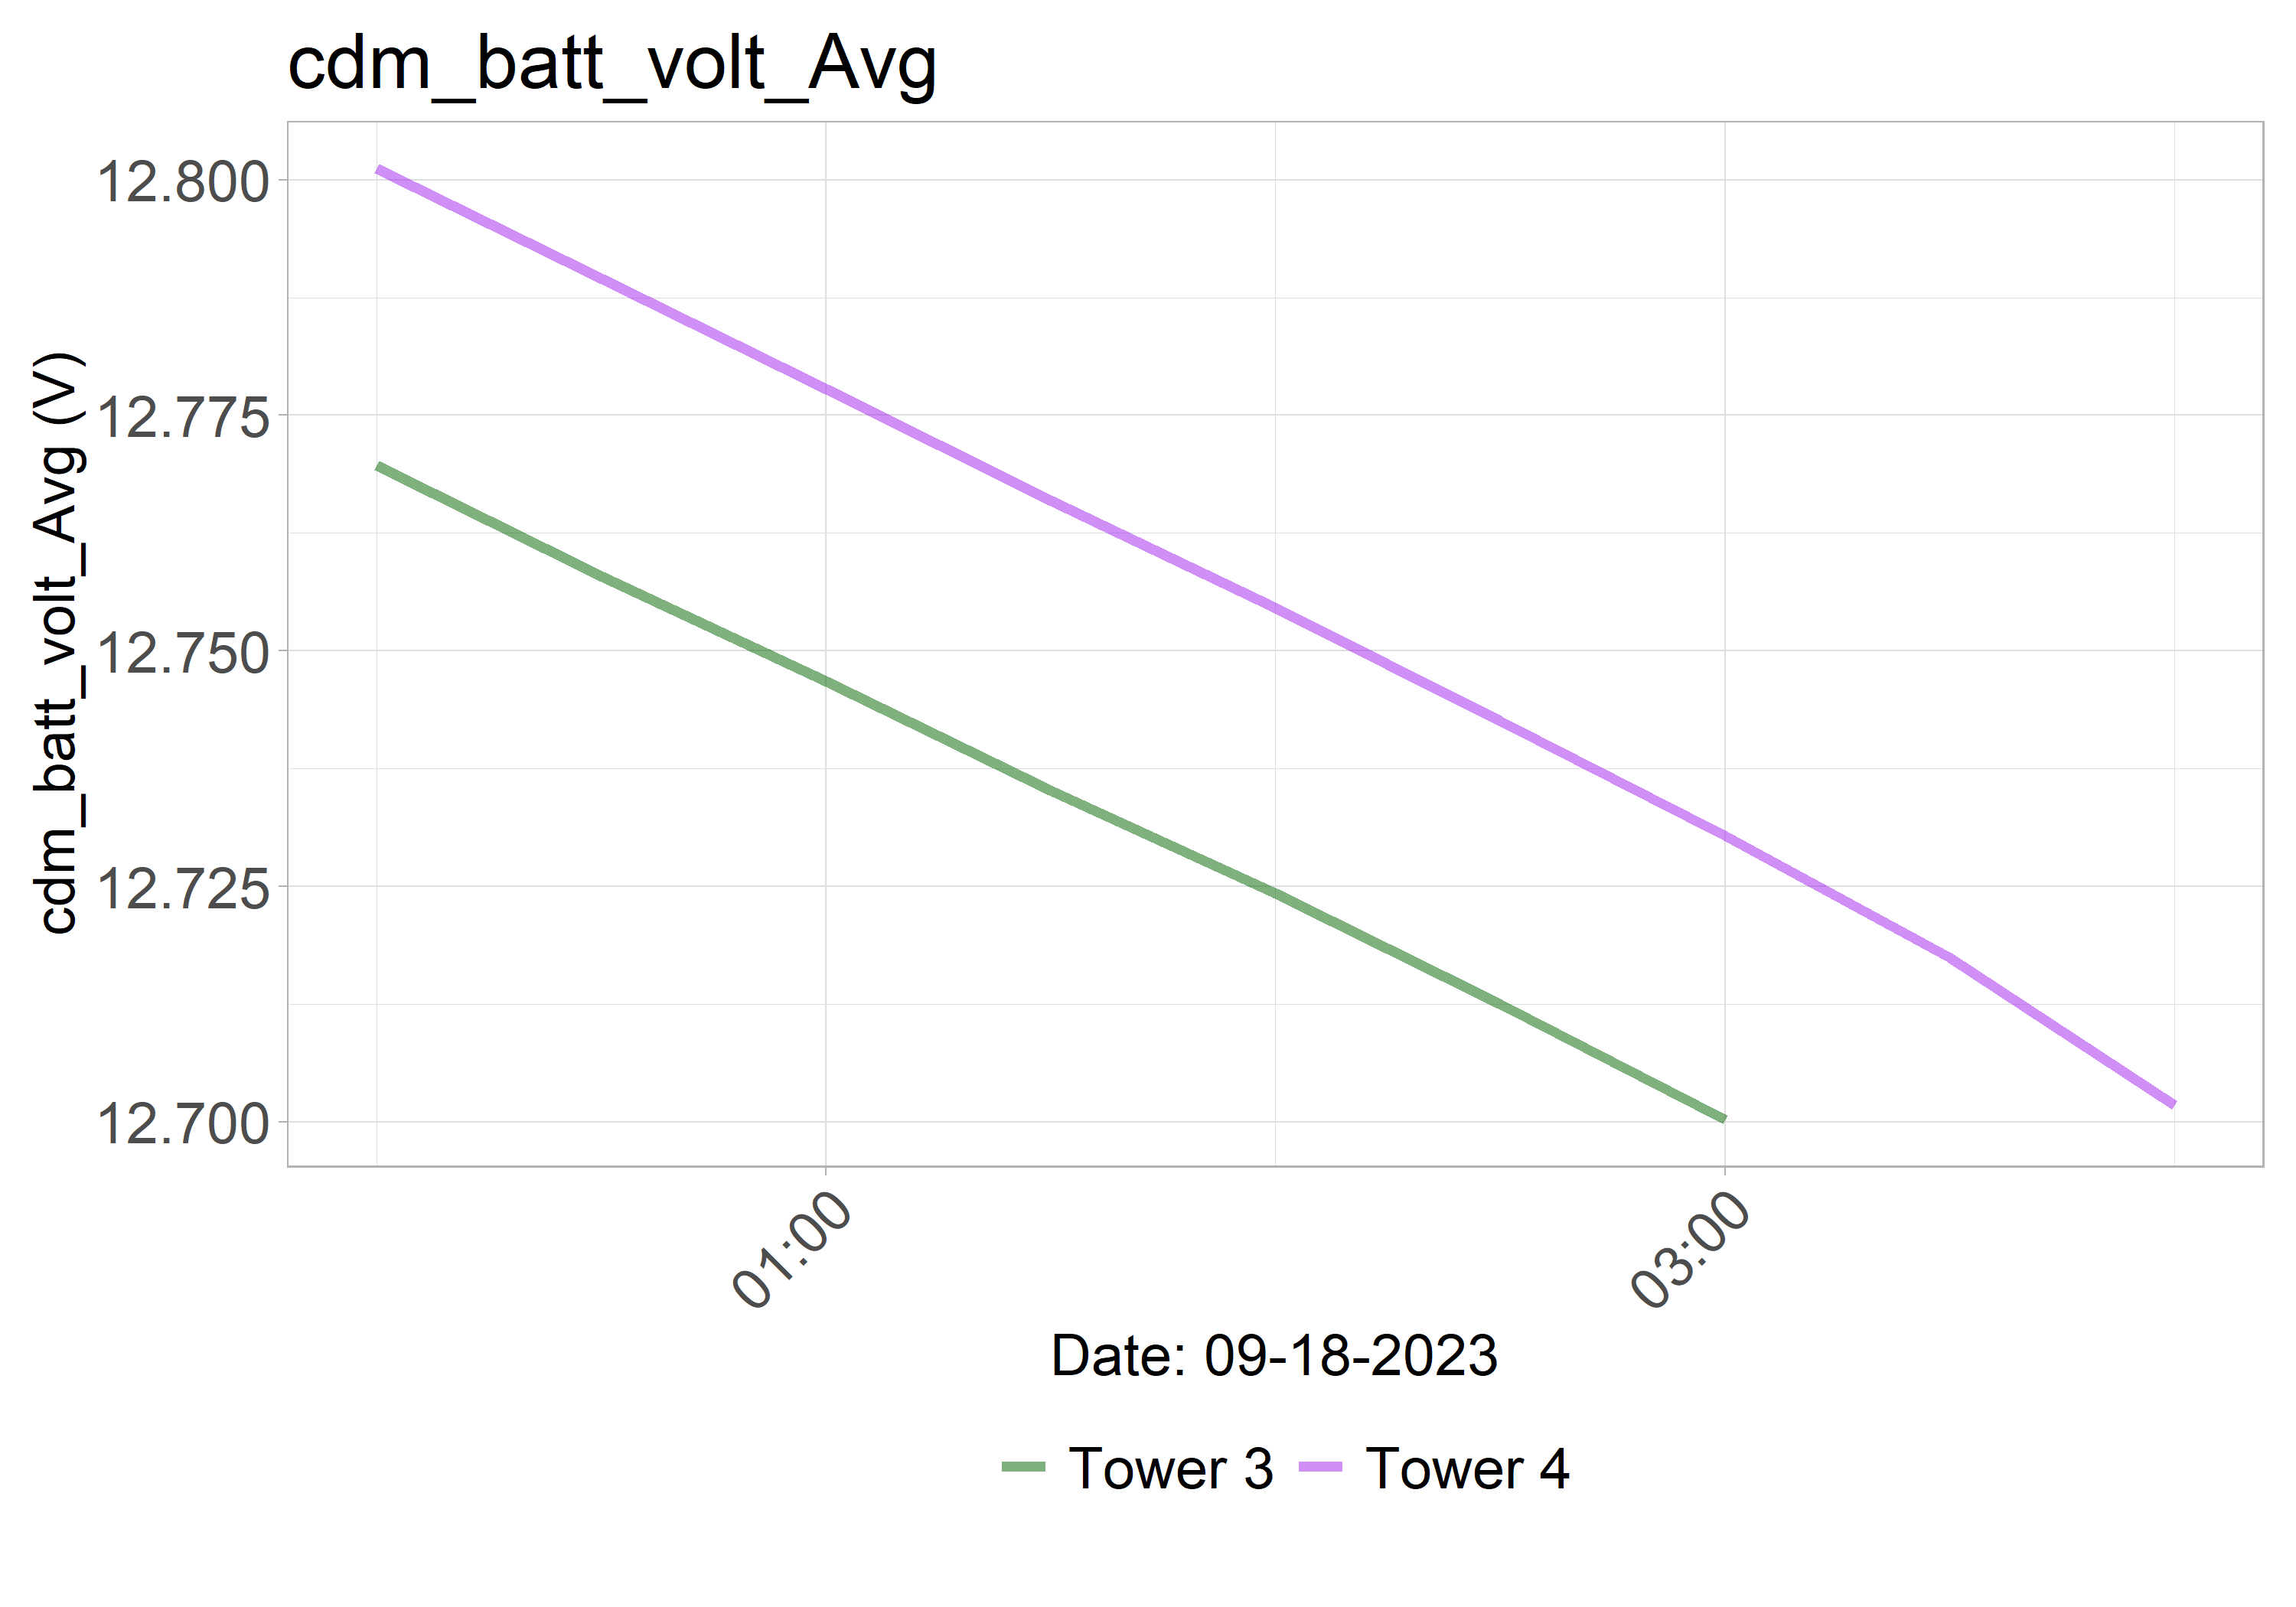 cdm_batt_volt_Avg
cdm_batt_volt_Avg (V)
12.800
12.775
12.750
12.725
12.700
01:00
03:00
Date: 09-18-2023
Tower 3
Tower 4